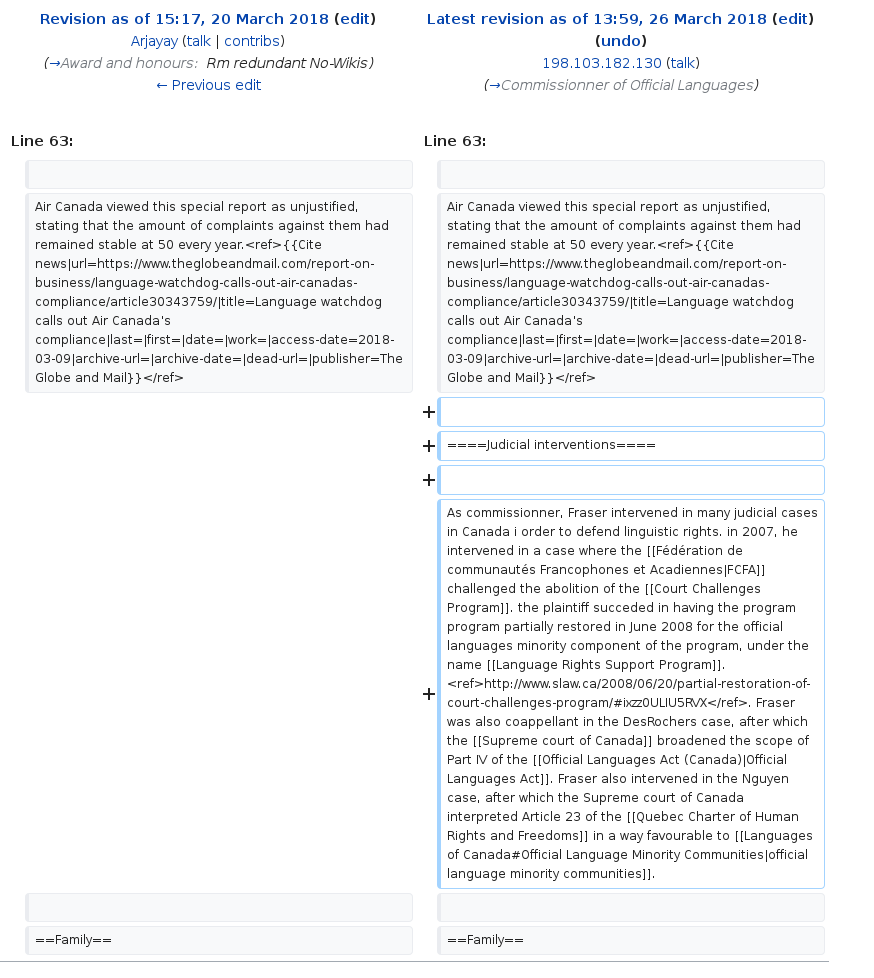 Revision as of 15:17, 20 March 2018 (edit)
Arjayay (talk | contribs)
(→Award and honours: Rm redundant No-Wikis)
← Previous edit
Latest revision as of 13:59, 26 March 2018 (edit)
(undo)
198.103.182.130 (talk)
(→Commissionner of Official Languages)
Line 63:
Line 63:
Air Canada viewed this special report as unjustified,
stating that the amount of complaints against them had
remained stable at 50 every year.<ref>{{Cite
news|url=https://www.theglobeandmail.com/report-on-
business/language-watchdog-calls-out-air-canadas-
compliance/article30343759/|title=Language watchdog
calls out Air Canada's
compliance|last=|first=|date=|work=|access-date=2018-
03-09|archive-url=|archive-date=|dead-url=|publisher=The
Globe and Mail}}</ref>
Air Canada viewed this special report as unjustified,
stating that the amount of complaints against them had
remained stable at 50 every year.<ref>{{Cite
news|url=https://www.theglobeandmail.com/report-on-
business/language-watchdog-calls-out-air-canadas-
compliance/article30343759/|title=Language watchdog
calls out Air Canada's
compliance|last=|first=|date=|work=|access-date=2018-
03-09|archive-url=|archive-date=|dead-url=|publisher=The
Globe and Mail}}</ref>
+
+ ====Judicial interventions====
+
+ As commissionner, Fraser intervened in many judicial cases
in Canada i order to defend linguistic rights. in 2007, he
intervened in a case where the [[Fédération de
communautés Francophones et Acadiennes|FCFA]]
challenged the abolition of the [[Court Challenges
Program]]. the plaintiff succeded in having the program
program partially restored in June 2008 for the official
languages minority component of the program, under the
name [[Language Rights Support Program]].
<ref>http://www.slaw.ca/2008/06/20/partial-restoration-of-
court-challenges-program/#ixzz0ULIU5RVX</ref>. Fraser
was also coappellant in the DesRochers case, after which
the [[Supreme court of Canada]] broadened the scope of
Part IV of the [[Official Languages Act (Canada)|Official
Languages Act]]. Fraser also intervened in the Nguyen
case, after which the Supreme court of Canada
interpreted Article 23 of the [[Quebec Charter of Human
Rights and Freedoms]] in a way favourable to [[Languages
of Canada#Official Language Minority Communities|official
language minority communities]].
==Family==
==Family==